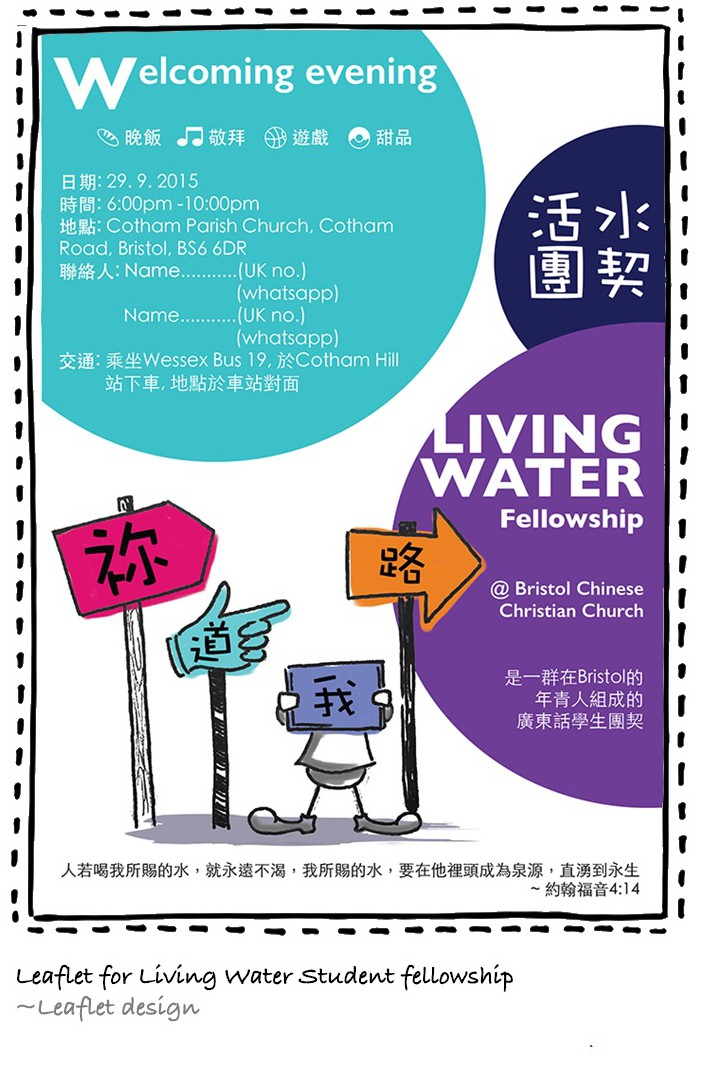 Welcoming evening
晚飯 敬拜 遊戲 甜品
日期: 29. 9. 2015
時間: 6:00pm -10:00pm
地點: Cotham Parish Church, Cotham
Road, Bristol, BS6 6DR
聯絡人: Name...........(UK no.)
(whatsapp)
Name...........(UK no.)
(whatsapp)
交通: 乘坐Wessex Bus 19, 於Cotham Hill
站下車, 地點於車站對面
活水
團契
LIVING
WATER
Fellowship
@ Bristol Chinese
Christian Church
是一群在Bristol的
年青人組成的
廣東話學生團契
祢
道
我
路
人若喝我所賜的水，就永遠不渴，我所賜的水，要在他裡頭成為泉源，直湧到永生
~ 約翰福音4:14
Leaflet for Living Water Student fellowship
~Leaflet design